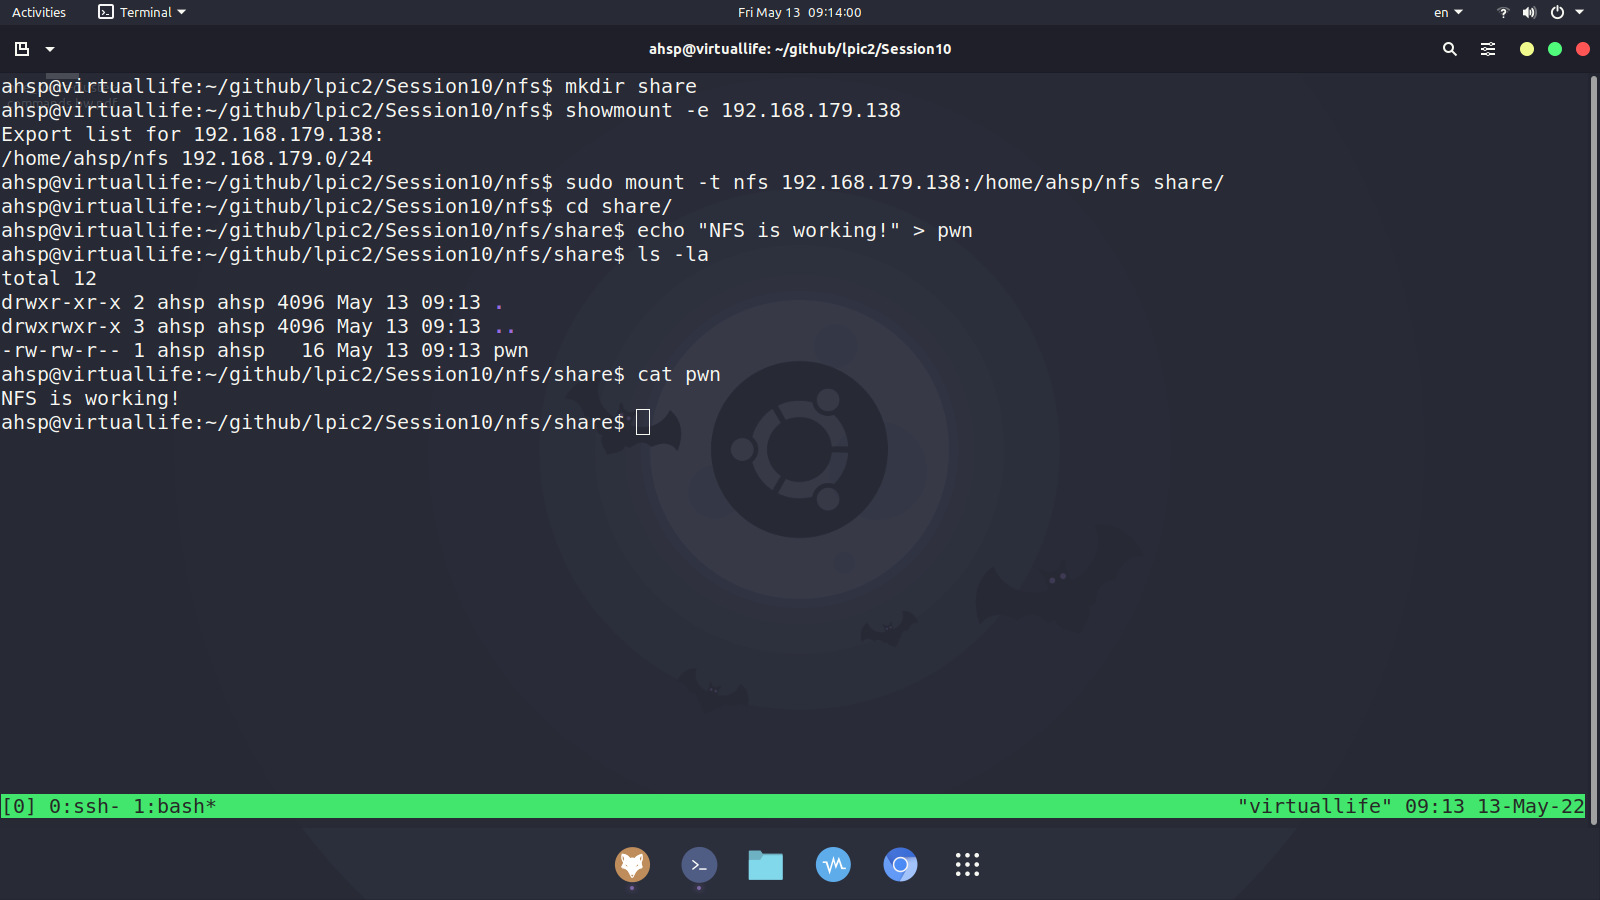 Activities
Terminal
Fri May 13 09:14:00
en
ahsp@virtuallife: ~/github/lpic2/Session10
ahsp@virtuallife:~/github/lpic2/Session10/nfs$ mkdir share
ahsp@virtuallife:~/github/lpic2/Session10/nfs$ showmount -e 192.168.179.138
Export list for 192.168.179.138:
/home/ahsp/nfs 192.168.179.0/24
ahsp@virtuallife:~/github/lpic2/Session10/nfs$ sudo mount -t nfs 192.168.179.138:/home/ahsp/nfs share/
ahsp@virtuallife:~/github/lpic2/Session10/nfs$ cd share/
ahsp@virtuallife:~/github/lpic2/Session10/nfs/share$ echo "NFS is working!" > pwn
ahsp@virtuallife:~/github/lpic2/Session10/nfs/share$ ls -la
total 12
drwxr-xr-x 2 ahsp ahsp 4096 May 13 09:13 .
drwxrwxr-x 3 ahsp ahsp 4096 May 13 09:13 ..
-rw-rw-r-- 1 ahsp ahsp   16 May 13 09:13 pwn
ahsp@virtuallife:~/github/lpic2/Session10/nfs/share$ cat pwn
NFS is working!
ahsp@virtuallife:~/github/lpic2/Session10/nfs/share$
[0] 0:ssh- 1:bash*
"virtuallife" 09:13 13-May-22